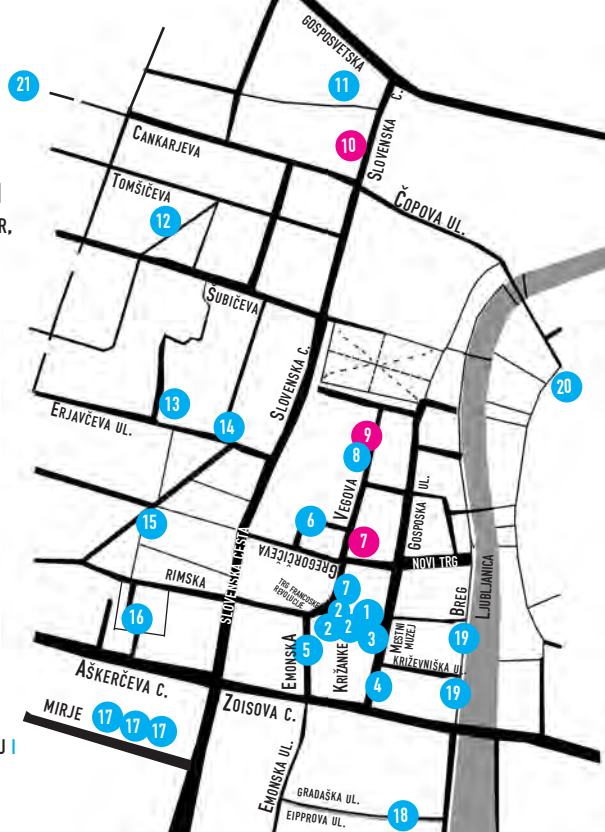 GOSPOSVETSKA
21
11
SLOVENSKA C.
10
CANKARJEVA
TOMŠIČEVA
ČOPOVA UL.
R,
12
SUBIČEVA
SLOVENSKA C.
20
13
ERJAVČEVA UL.
14
9
8
VEGOVA
GOSPOSKA UL.
15
6
7
GREGORČIČEVA
NOVI TRG
SLOVENSKA CESTA
LJUBLJANICA
RIMSKA
TRG FRANCOSKE
REVOLUCIJE
7
BREG
2
1
16
2
2
3
MESTNI
MUZEJ
19
EMONSKA
5
KRIŽANKE
KRIŽEVNIŠKA UL.
AŠKERČEVA C.
4
19
ZOISOVA C.
MIRJE
17
17
17
U I
EMONSKA UL.
GRADAŠKA UL.
EIPPROVA UL.
18